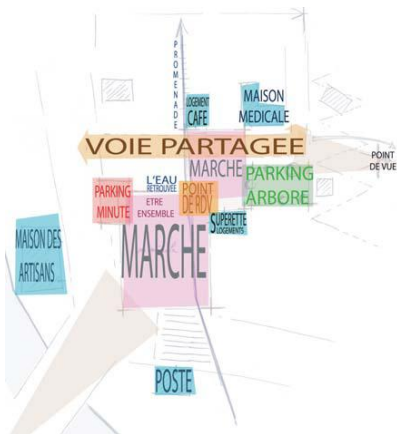 PROMENADE
LOGEMENT
CAFE
MAISON
MEDICALE
VOIE PARTAGEE
MARCHE
POINT
DE VUE
PARKING
ARBORE
L'EAU
RETROUVÉE
PARKING
MINUTE
ETRE
ENSEMBLE
POINT
DE RDV
SUPERETTE
LOGEMENTS
MAISON DES
ARTISANS
MARCHE
POSTE